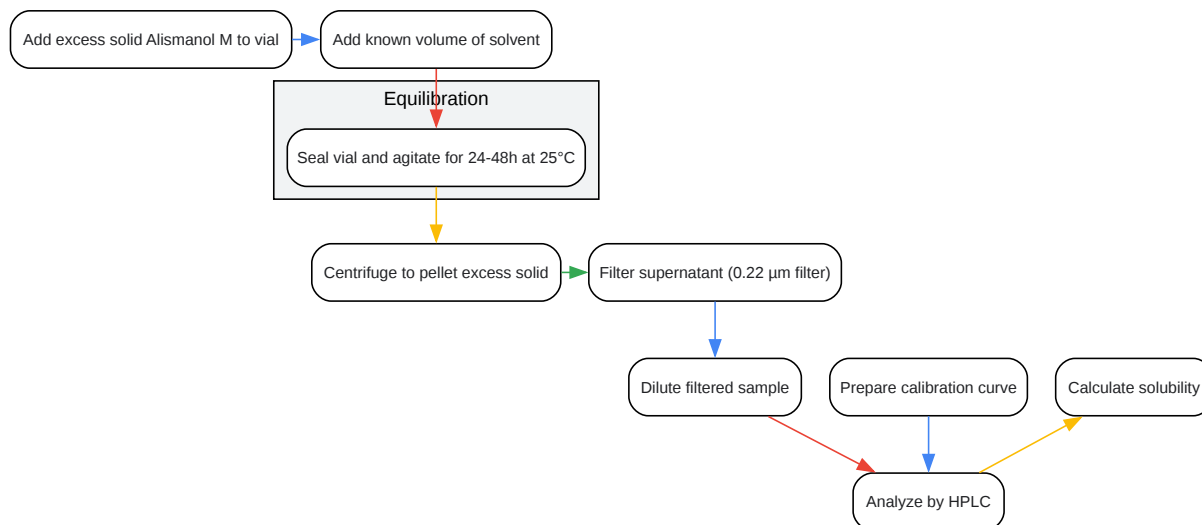 Add excess solid Alismanol M to vial
Add known volume of solvent
Equilibration
Seal vial and agitate for 24-48h at 25°C
Centrifuge to pellet excess solid
Filter supernatant (0.22 µm filter)
Dilute filtered sample
Prepare calibration curve
Calculate solubility
Analyze by HPLC